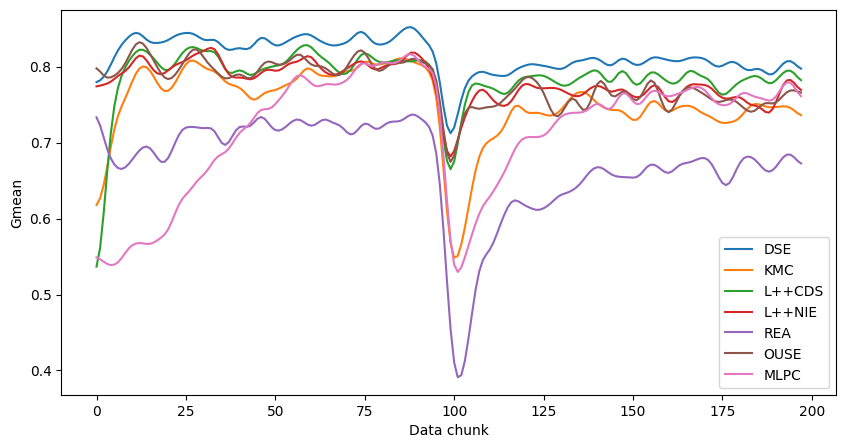 Gmean
0.8
0.7
0.6
0.5
0.4
0
25
50
75
100
125
150
175
200
Data chunk
DSE
KMC
L++CDS
L++NIE
REA
OUSE
MLPC